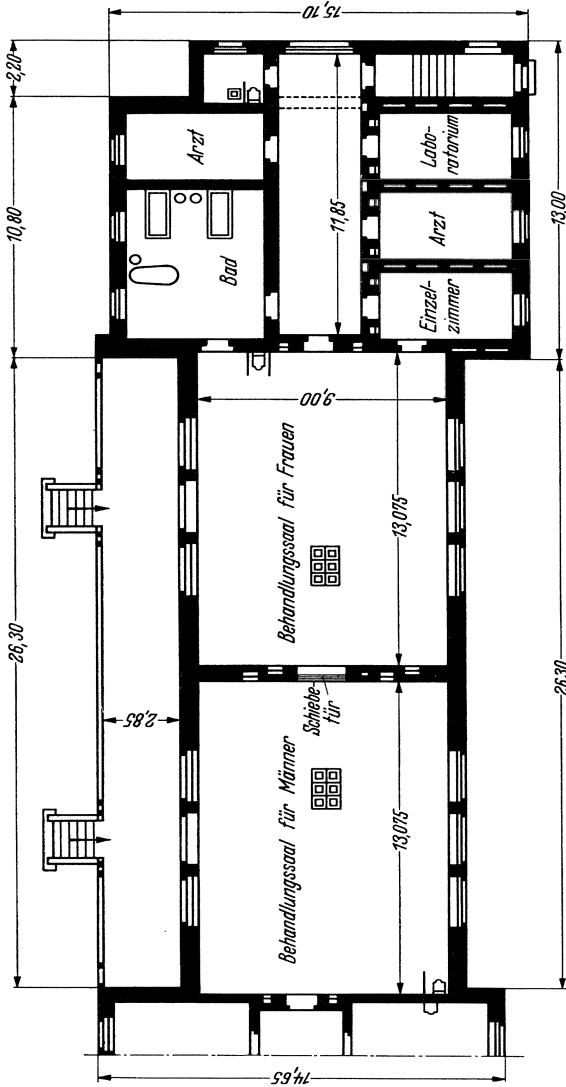 15,10
2,20
10,80
13,00
Arzt
Labo-
ratorium
11,85
Arzt
Bad
Einzel-
zimmer
9,00
Behandlungssaal für Frauen
13,075
26,30
26,30
2,85
Schiebe-
tür
Behandlungssaal für Männer
13,075
14,65